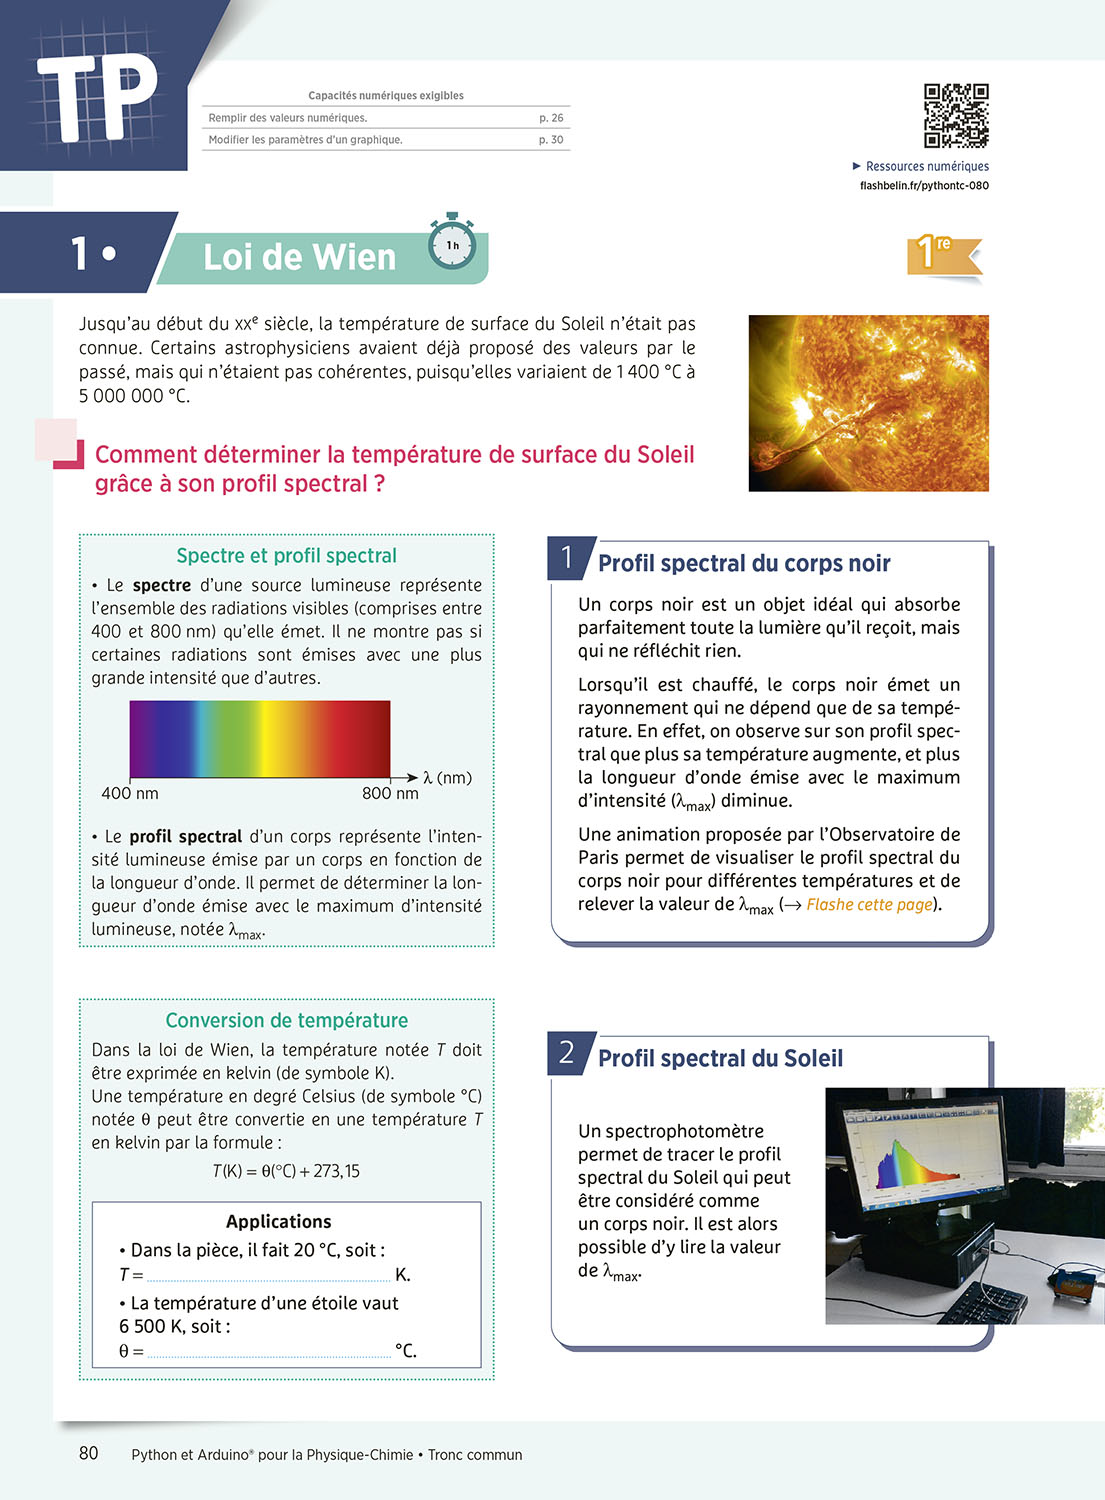 TP
Capacités numériques exigibles
Remplir des valeurs numériques. p. 26
Modifier les paramètres d'un graphique. p. 30
► Ressources numériques
flashbelin.fr/pythontc-080
1 •
Loi de Wien
1 h
1re
Jusqu'au début du XXe siècle, la température de surface du Soleil n'était pas
connue. Certains astrophysiciens avaient déjà proposé des valeurs par le
passé, mais qui n'étaient pas cohérentes, puisqu'elles variaient de 1 400 °C à
5 000 000 °C.
Comment déterminer la température de surface du Soleil
grâce à son profil spectral ?
Spectre et profil spectral
• Le spectre d'une source lumineuse représente
l'ensemble des radiations visibles (comprises entre
400 et 800 nm) qu'elle émet. Il ne montre pas si
certaines radiations sont émises avec une plus
grande intensité que d'autres.
λ (nm)
400 nm 800 nm
• Le profil spectral d'un corps représente l'inten-
sité lumineuse émise par un corps en fonction de
la longueur d'onde. Il permet de déterminer la lon-
gueur d'onde émise avec le maximum d'intensité
lumineuse, notée λmax.
1
Profil spectral du corps noir
Un corps noir est un objet idéal qui absorbe
parfaitement toute la lumière qu'il reçoit, mais
qui ne réfléchit rien.
Lorsqu'il est chauffé, le corps noir émet un
rayonnement qui ne dépend que de sa tempé-
rature. En effet, on observe sur son profil spec-
tral que plus sa température augmente, et plus
la longueur d'onde émise avec le maximum
d'intensité (λmax) diminue.
Une animation proposée par l'Observatoire de
Paris permet de visualiser le profil spectral du
corps noir pour différentes températures et de
relever la valeur de λmax (→ Flashe cette page).
Conversion de température
Dans la loi de Wien, la température notée T doit
être exprimée en kelvin (de symbole K).
Une température en degré Celsius (de symbole °C)
notée θ peut être convertie en une température T
en kelvin par la formule :
T(K) = θ(°C) + 273,15
Applications
• Dans la pièce, il fait 20 °C, soit :
T = K.
• La température d'une étoile vaut
6 500 K, soit :
θ = °C.
2
Profil spectral du Soleil
Un spectrophotomètre
permet de tracer le profil
spectral du Soleil qui peut
être considéré comme
un corps noir. Il est alors
possible d'y lire la valeur
de λmax.
80 Python et Arduino® pour la Physique-Chimie • Tronc commun